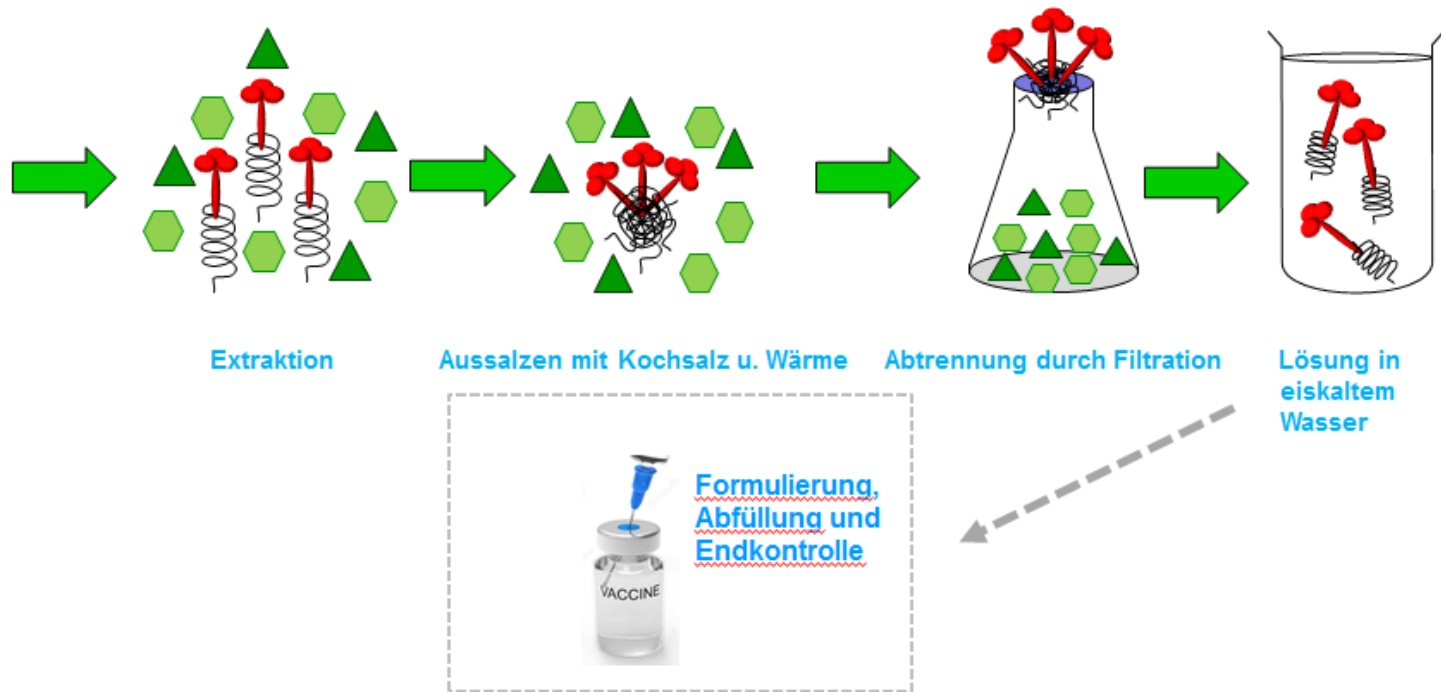 Extraktion
Aussalzen mit Kochsalz u. Wärme
Abtrennung durch Filtration
Lösung in
eiskaltem
Wasser
Formulierung,
Abfüllung und
Endkontrolle
VACCINE